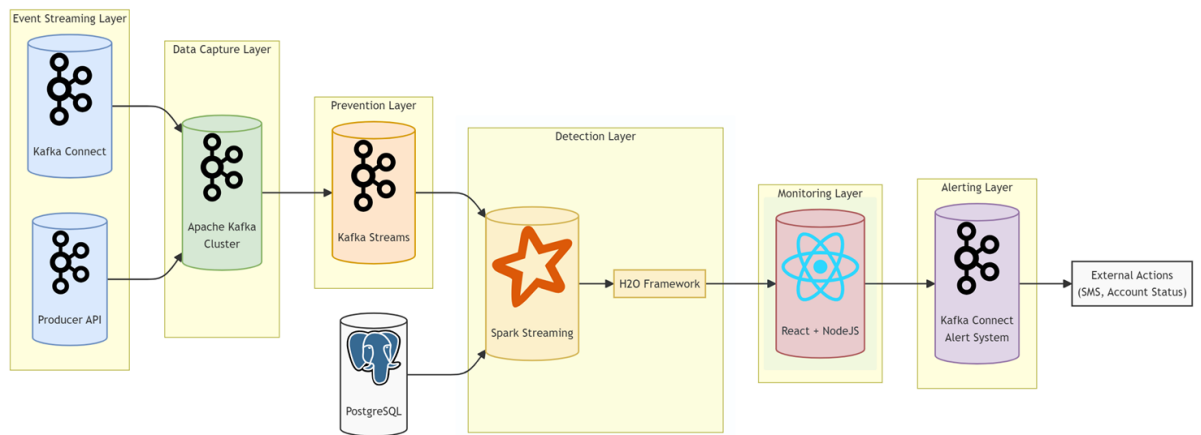 Event Streaming Layer
Kafka Connect
Producer API
Data Capture Layer
Apache Kafka
Cluster
Prevention Layer
Kafka Streams
PostgreSQL
Detection Layer
Spark Streaming
H2O Framework
Monitoring Layer
React + NodeJS
Alerting Layer
Kafka Connect
Alert System
External Actions
(SMS, Account Status)